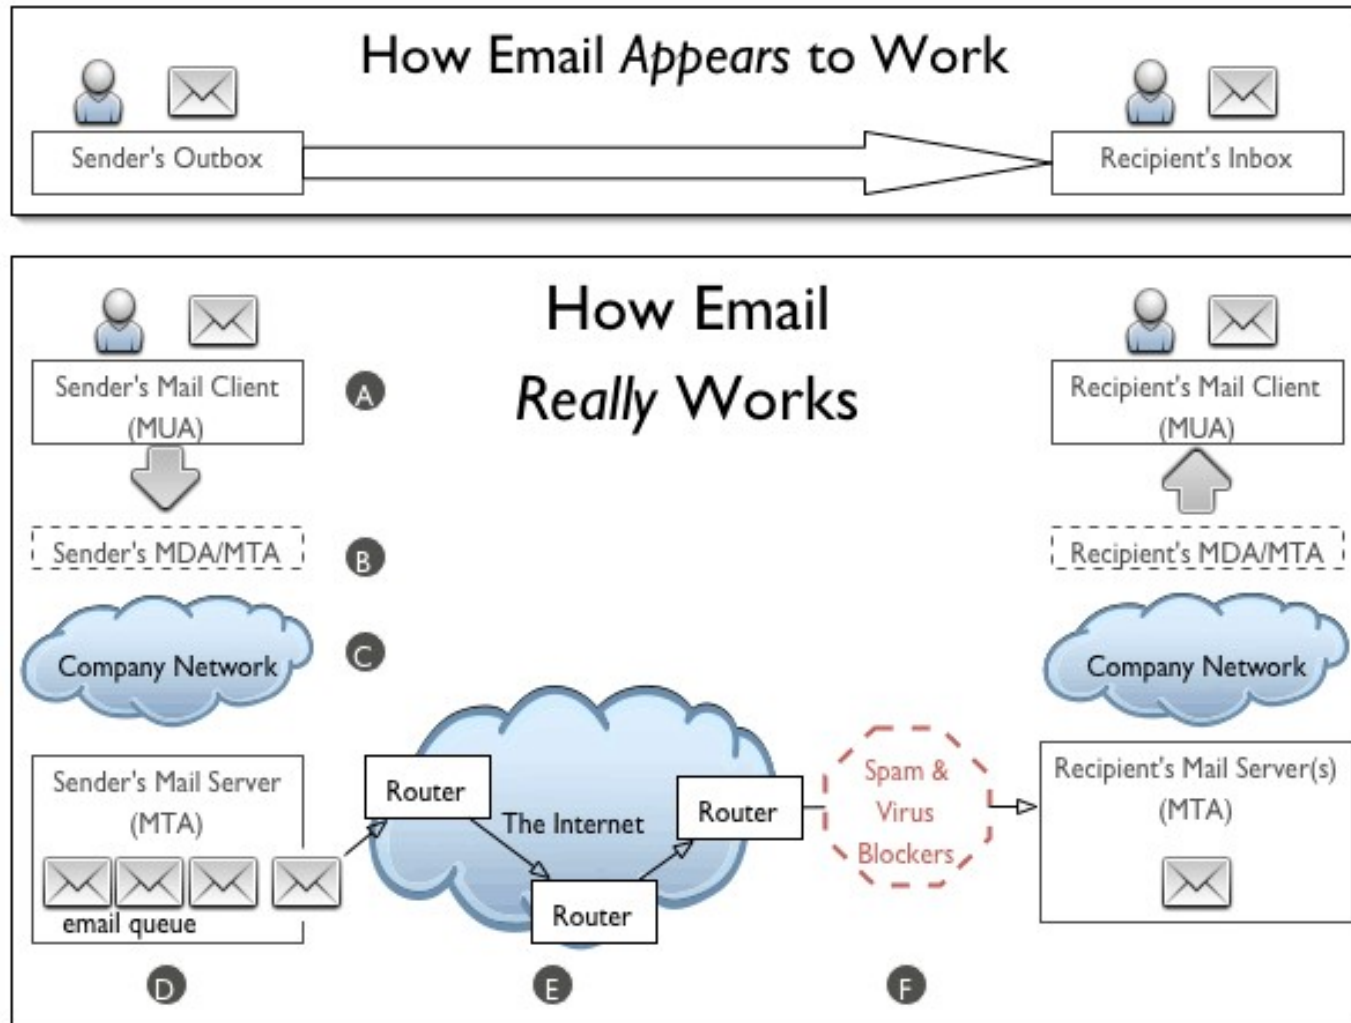 How Email Appears to Work
Sender's Outbox
Recipient's Inbox
How Email
Really Works
Sender's Mail Client
(MUA)
A
Recipient's Mail Client
(MUA)
Sender's MDA/MTA
B
Recipient's MDA/MTA
Company Network
C
Company Network
Sender's Mail Server
(MTA)
email queue
Router
The Internet
Router
Router
Spam &
Virus
Blockers
Recipient's Mail Server(s)
(MTA)
D
E
F